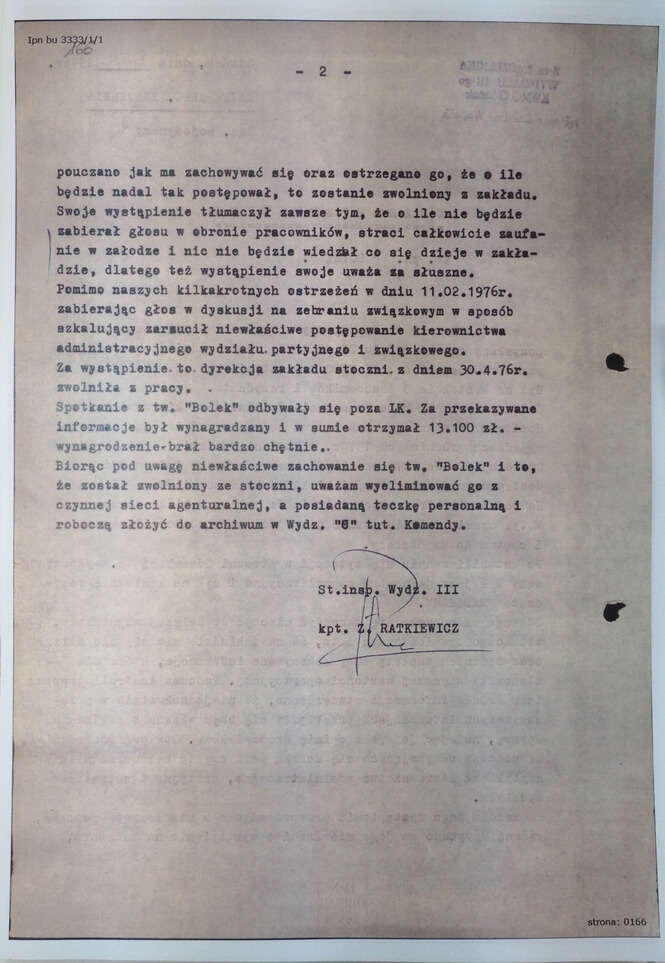 Ipn bu 3333/1/1
160
- 2 -
pouczano jak ma zachowywać się oraz ostrzegano go, że o ile
będzie nadal tak postępował, to zostanie zwolniony z zakładu.
Swoje wystąpienie tłumaczył zawsze tym, że o ile nie będzie
zabierał głosu w obronie pracowników, straci całkowicie zaufa-
nie w załodze i nic nie będzie wiedział co się dzieje w zakła-
dzie, dlatego też wystąpienie swoje uważa za słuszne.
Pomimo naszych kilkakrotnych ostrzeżeń w dniu 11.02.1976r.
zabierając głos w dyskusji na zebraniu związkowym w sposób
szkalujący zarzucił niewłaściwe postępowanie kierownictwa
administracyjnego wydziału partyjnego i związkowego.
Za wystąpienie to dyrekcja zakładu stoczni z dniem 30.4.76r.
zwolniła z pracy.
Spotkanie z tw. "Bolek" odbywały się poza LK. Za przekazywane
informacje był wynagradzany i w sumie otrzymał 13.100 zł. -
wynagrodzenie brał bardzo chętnie.
Biorąc pod uwagę niewłaściwe zachowanie się tw. "Bolek" i to,
że został zwolniony ze stoczni, uważam wyeliminować go z
czynnej sieci agenturalnej, a posiadaną teczkę personalną i
roboczą złożyć do archiwum w Wydz. "C" tut. Komendy.
St.insp. Wydz. III
kpt. Z. RATKIEWICZ
strona: 0166